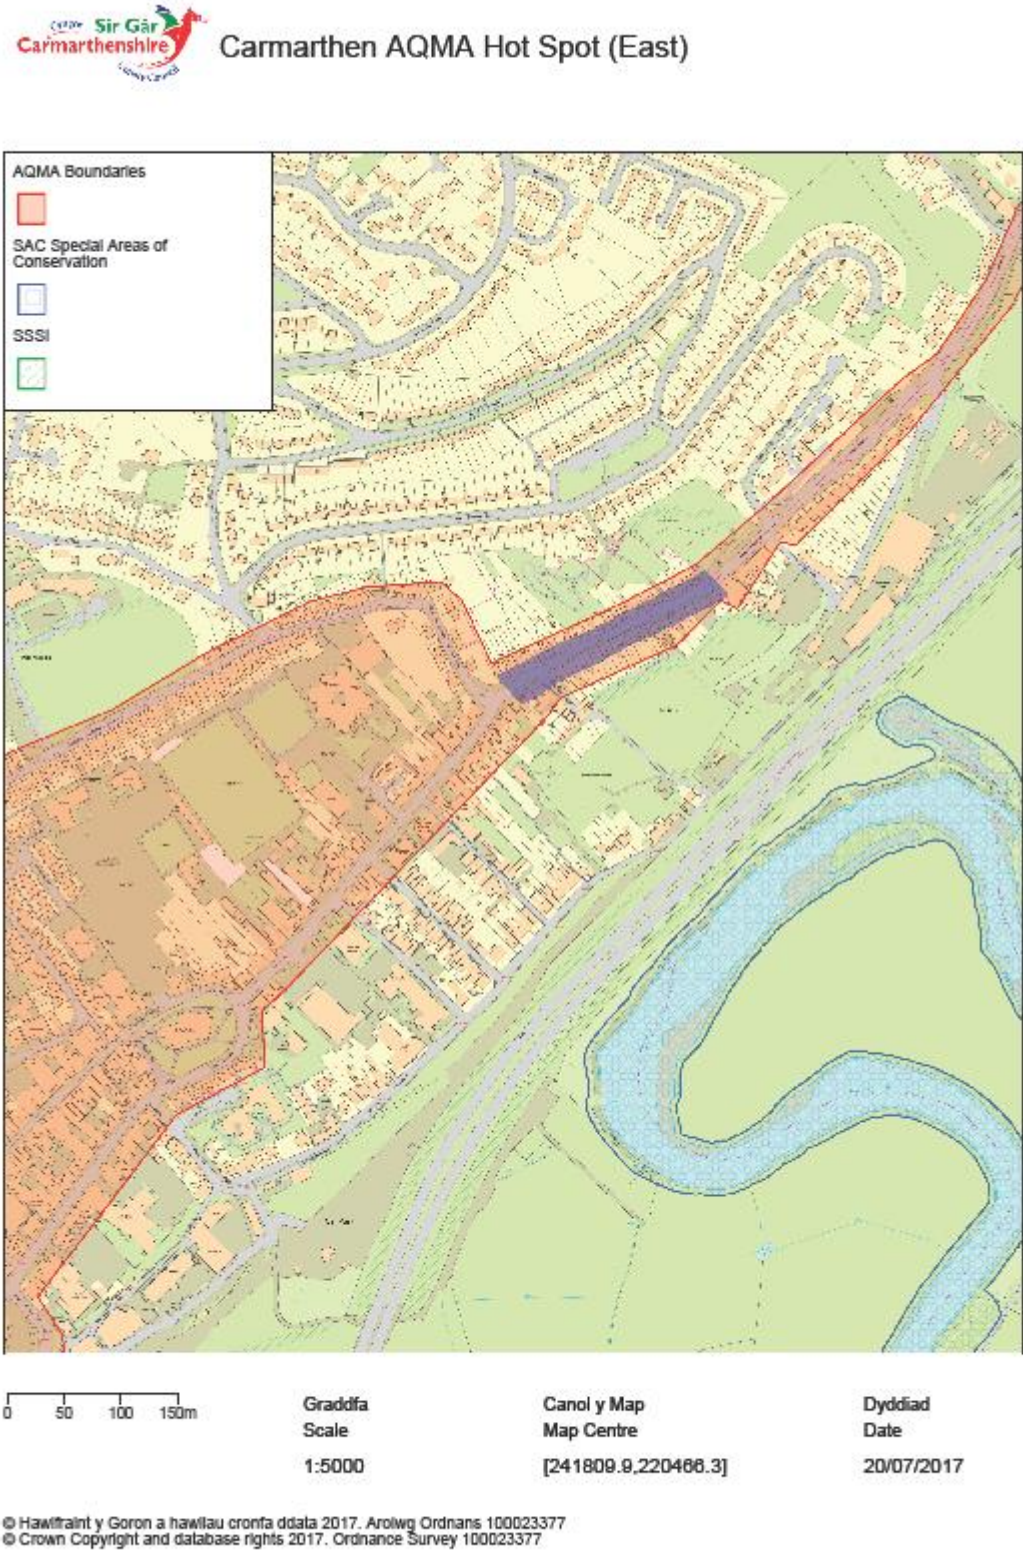 Sir Gâr
Carmarthenshire
Carmarthen AQMA Hot Spot (East)
AQMA Boundaries
SAC Special Areas of
Conservation
SSSI
0 50 100 150m
Graddfa
Scale
1:5000
Canol y Map
Map Centre
[241809.9,220466.3]
Dyddiad
Date
20/07/2017
© Hawlfraint y Goron a hawliau cronfa ddata 2017. Arolwg Ordnans 100023377
© Crown Copyright and database rights 2017. Ordnance Survey 100023377